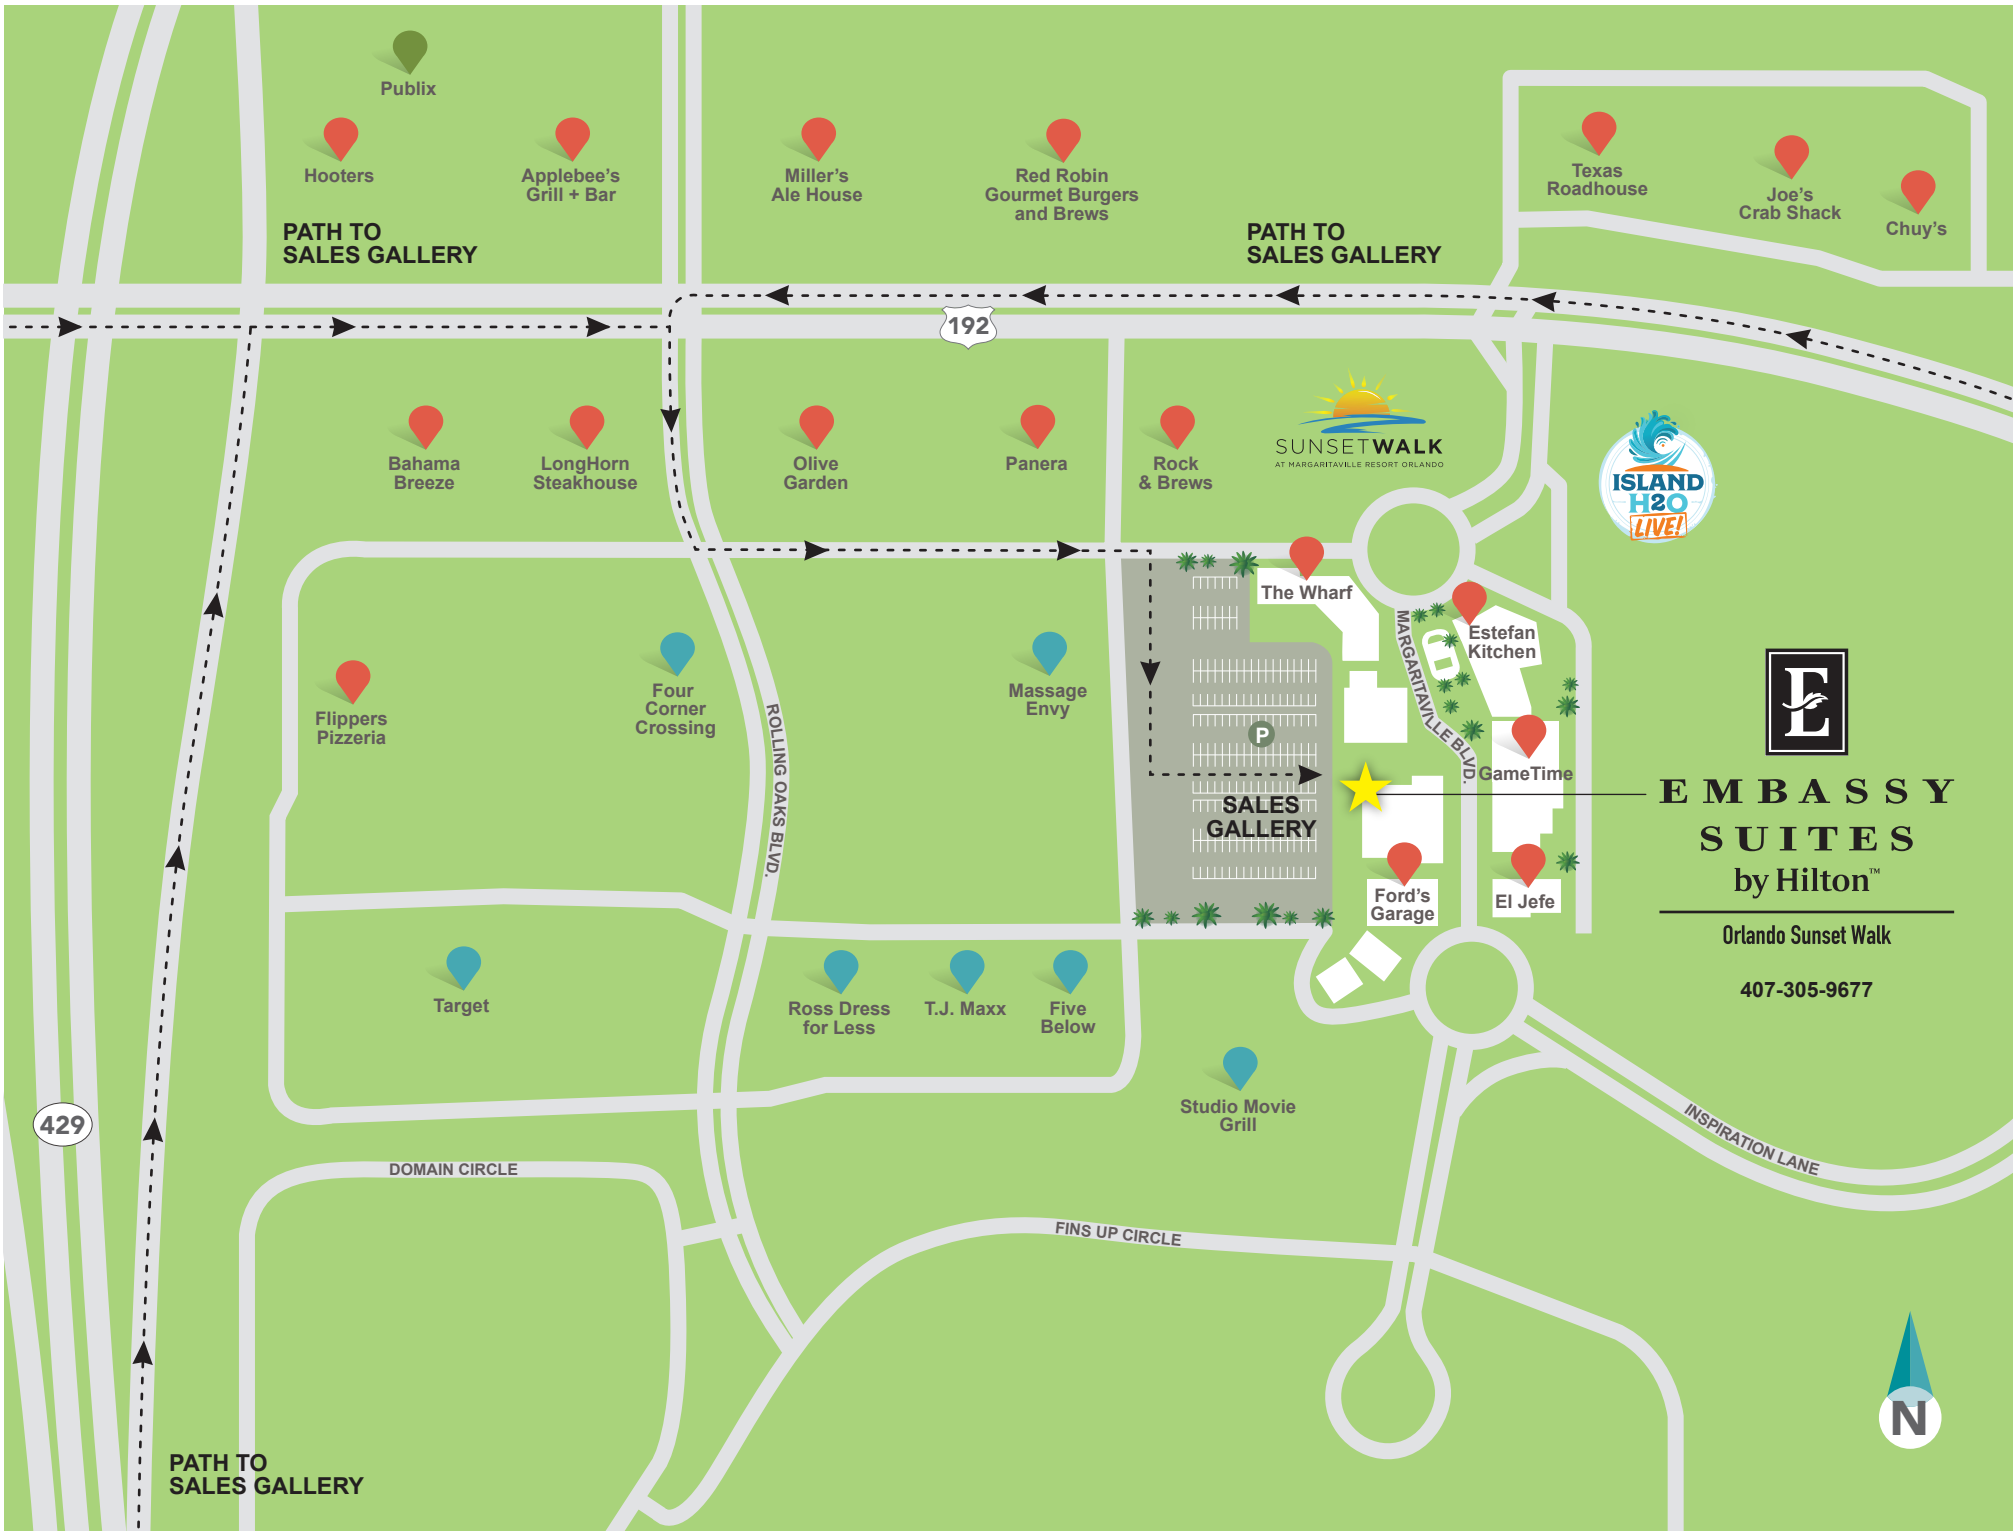 Publix
Hooters
Applebee's
Grill + Bar
Miller's
Ale House
Red Robin
Gourmet Burgers
and Brews
Texas
Roadhouse
Joe's
Crab Shack
Chuy's
PATH TO
SALES GALLERY
PATH TO
SALES GALLERY
192
Bahama
Breeze
LongHorn
Steakhouse
Olive
Garden
Panera
Rock
& Brews
SUNSETWALK
AT MARGARITAVILLE RESORT ORLANDO
ISLAND
H2O
LIVE!
The Wharf
Estefan
Kitchen
MARGARITAVILLE BLVD.
Flippers
Pizzeria
Four
Corner
Crossing
ROLLING OAKS BLVD.
Massage
Envy
P
GameTime
SALES
GALLERY
Ford's
Garage
El Jefe
E
EMBASSY
SUITES
by Hilton™
Orlando Sunset Walk
407-305-9677
Target
Ross Dress
for Less
T.J. Maxx
Five
Below
Studio Movie
Grill
429
DOMAIN CIRCLE
INSPIRATION LANE
FINS UP CIRCLE
PATH TO
SALES GALLERY
N